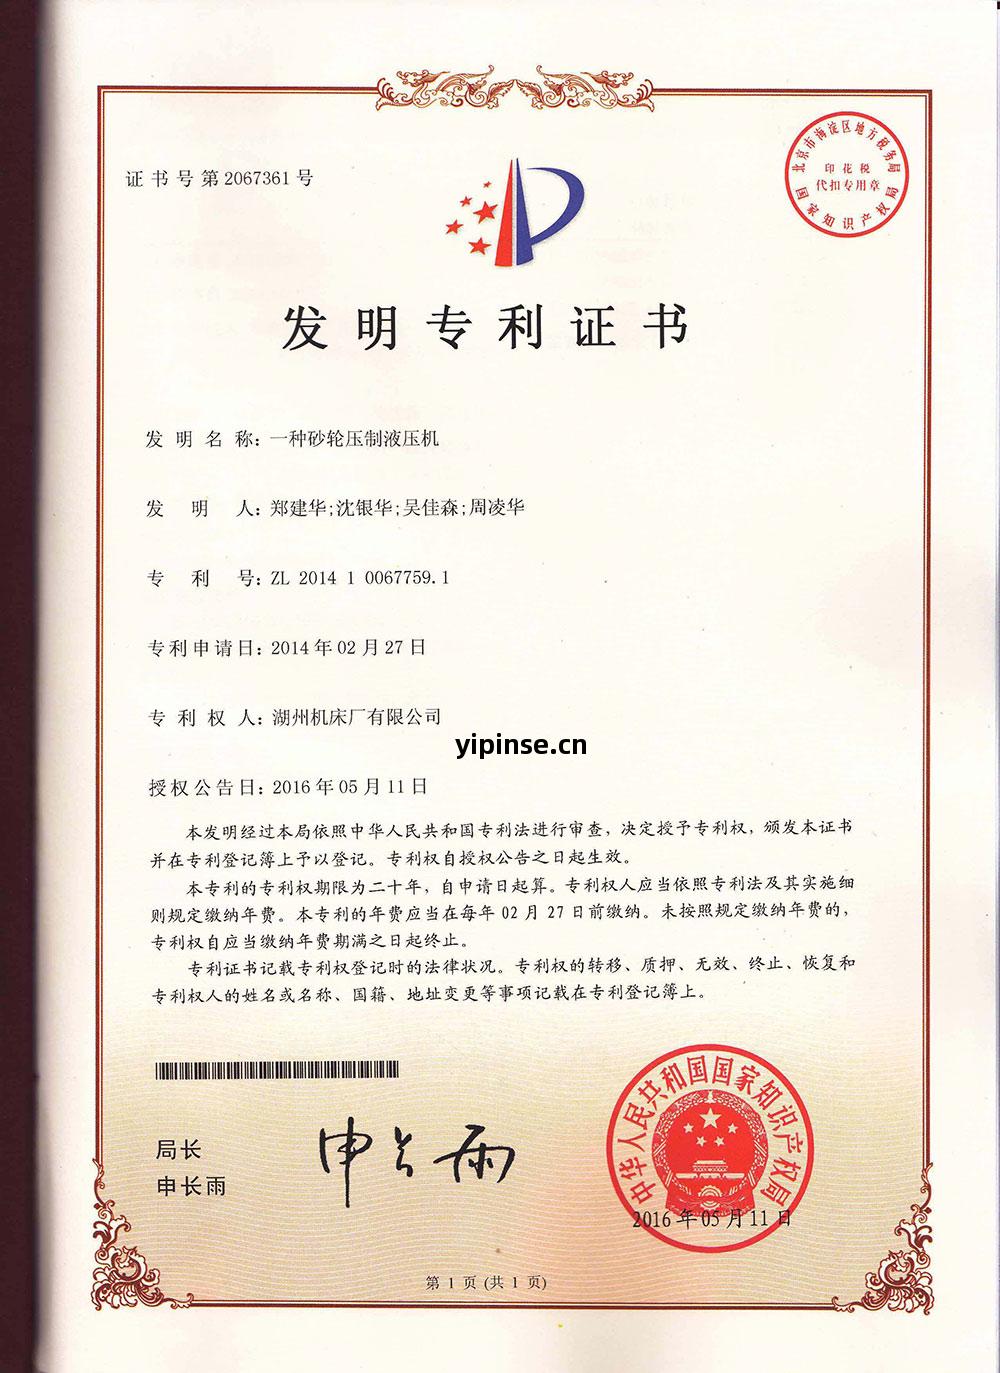 证书号第2067361号
北京市海淀区地方税务局
印花税
代扣专用章
国家知识产权局
发明专利证书
发明名称：一种砂轮压制液压机
发明人：郑建华;沈银华;吴佳森;周凌华
专利号：ZL 2014 1 0067759.1
专利申请日：2014年02月27日
专利权人：湖州机床厂有限公司
yipinse.cn
授权公告日：2016年05月11日
本发明经过本局依照中华人民共和国专利法进行审查，决定授予专利权，颁发本证书
并在专利登记簿上予以登记。专利权自授权公告之日起生效。
本专利的专利权期限为二十年，自申请日起算。专利权人应当依照专利法及其实施细
则规定缴纳年费。本专利的年费应当在每年02月27日前缴纳。未按照规定缴纳年费的，
专利权自应当缴纳年费期满之日起终止。
专利证书记载专利权登记时的法律状况。专利权的转移、质押、无效、终止、恢复和
专利权人的姓名或名称、国籍、地址变更等事项记载在专利登记簿上。
局长
申长雨
申长雨
中华人民共和国国家知识产权局
2016年05月11日
第1页(共1页)